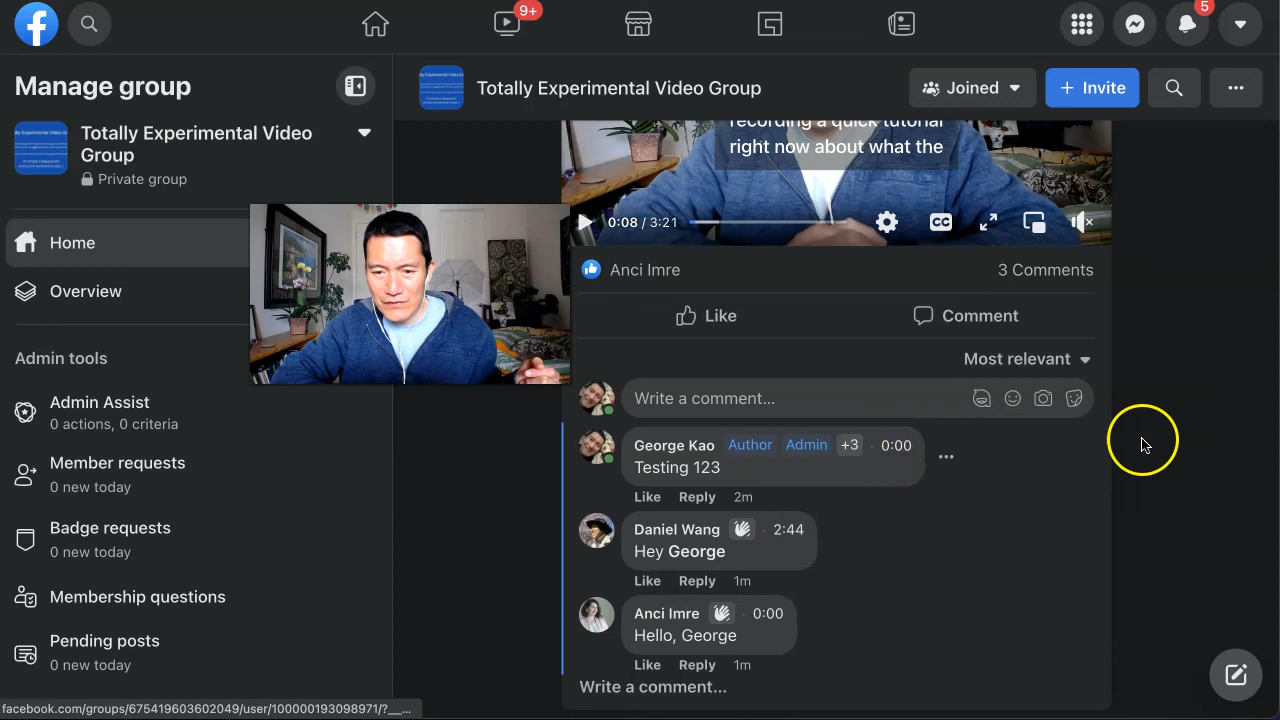 9+
5
Manage group
Totally Experimental Video Group
Joined
+ Invite
Totally Experimental Video
Group
Private group
recording a quick tutorial
right now about what the
Home
0:08 / 3:21
CC
Overview
Anci Imre
3 Comments
Like
Comment
Admin tools
Most relevant
Admin Assist
0 actions, 0 criteria
Write a comment...
Member requests
0 new today
George Kao Author Admin +3 · 0:00
Testing 123
Like Reply 2m
Badge requests
0 new today
Daniel Wang · 2:44
Hey George
Like Reply 1m
Membership questions
Anci Imre · 0:00
Hello, George
Like Reply 1m
Pending posts
0 new today
Write a comment...
facebook.com/groups/675419603602049/user/100000193098971/?__...